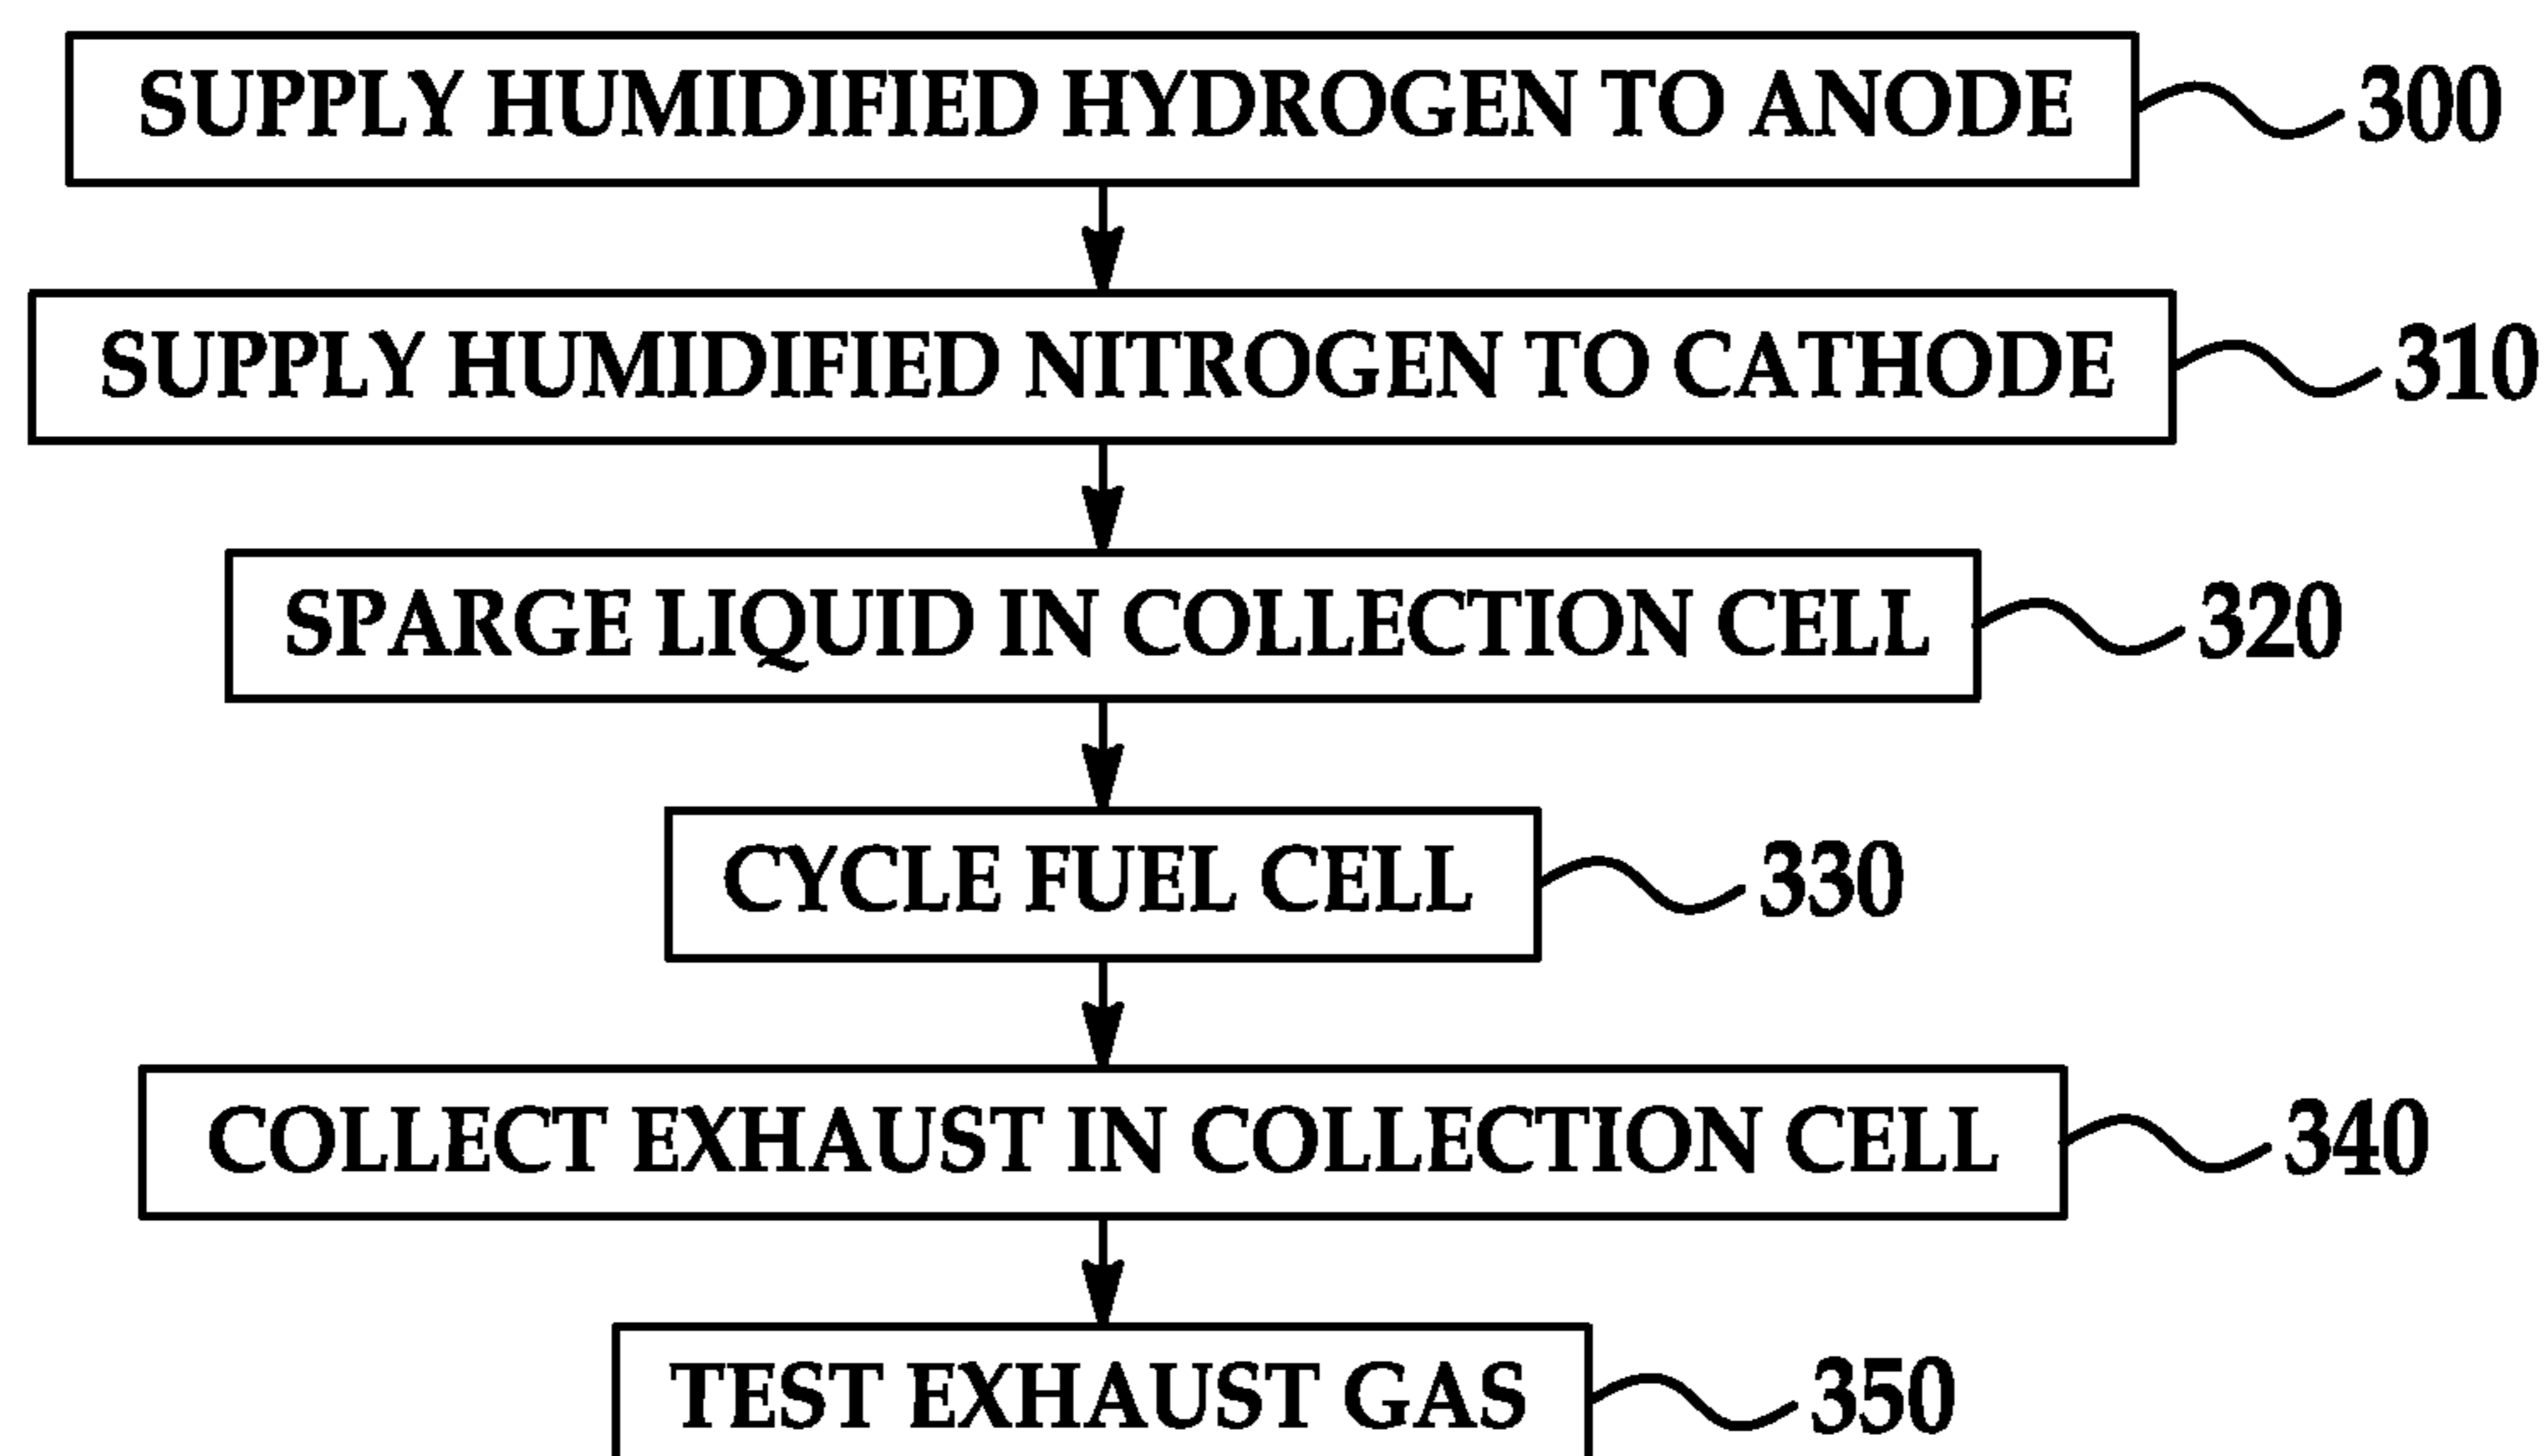 SUPPLY HUMIDIFIED HYDROGEN TO ANODE 300
SUPPLY HUMIDIFIED NITROGEN TO CATHODE 310
SPARGE LIQUID IN COLLECTION CELL 320
CYCLE FUEL CELL 330
COLLECT EXHAUST IN COLLECTION CELL 340
TEST EXHAUST GAS 350